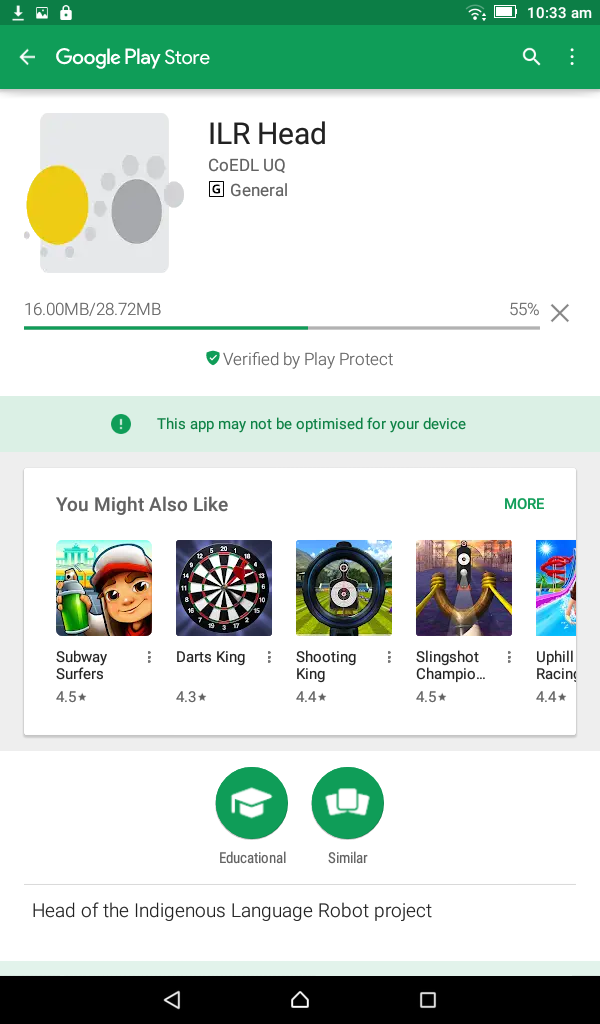 10:33 am
Google Play Store
ILR Head
CoEDL UQ
G General
16.00MB/28.72MB 55%
Verified by Play Protect
This app may not be optimised for your device
You Might Also Like MORE
Subway Surfers
4.5★
Darts King
4.3★
Shooting King
4.4★
Slingshot Champio...
4.5★
Uphill Racing
4.4★
Educational
Similar
Head of the Indigenous Language Robot project